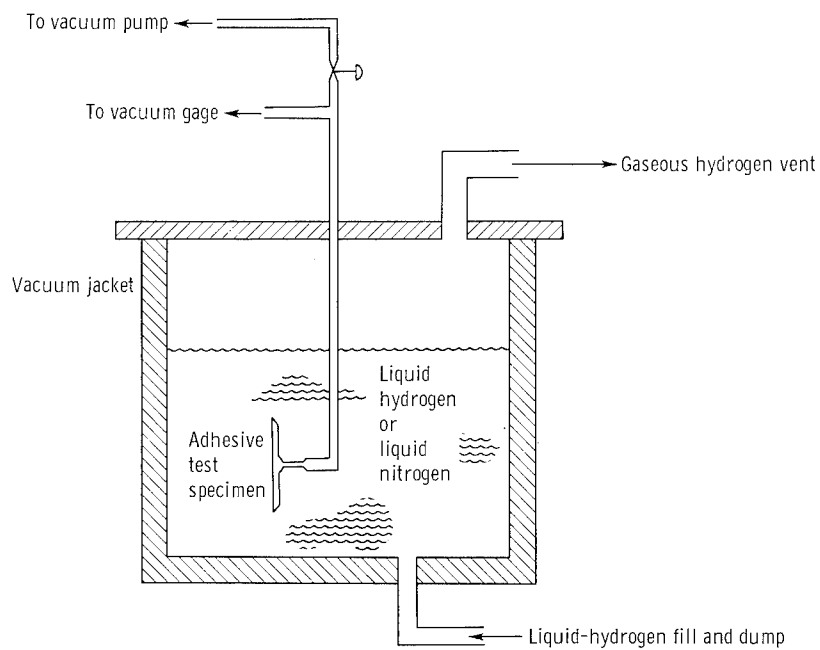 To vacuum pump
To vacuum gage
Gaseous hydrogen vent
Vacuum jacket
Liquid
hydrogen
or
liquid
nitrogen
Adhesive
test
specimen
Liquid-hydrogen fill and dump